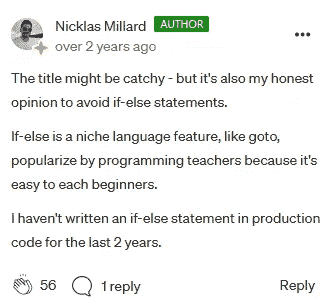 Nicklas Millard AUTHOR
over 2 years ago
The title might be catchy - but it's also my honest
opinion to avoid if-else statements.
If-else is a niche language feature, like goto,
popularize by programming teachers because it's
easy to each beginners.
I haven't written an if-else statement in production
code for the last 2 years.
56 1 reply Reply